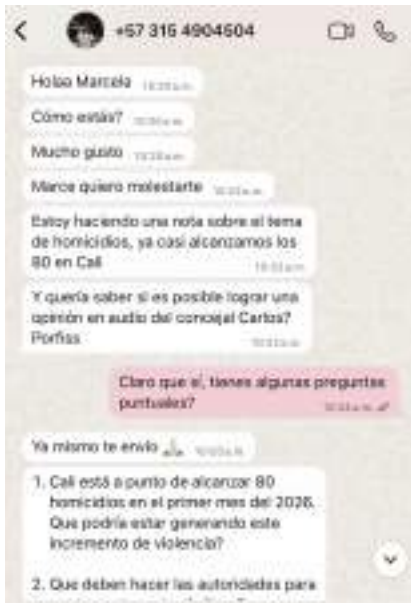 +57 315 4904504
Holaa Marcela
Cómo estás?
Mucho gusto
Marce quiero molestarte
Estoy haciendo una nota sobre el tema
de homicidios, ya casi alcanzamos los
80 en Cali
Y quería saber si es posible lograr una
opinión en audio del concejal Carlos?
Porfiss
Claro que sí, tienes algunas preguntas
puntuales?
Ya mismo te envío
1. Cali está a punto de alcanzar 80
homicidios en el primer mes del 2026.
Que podría estar generando este
incremento de violencia?
2. Que deben hacer las autoridades para